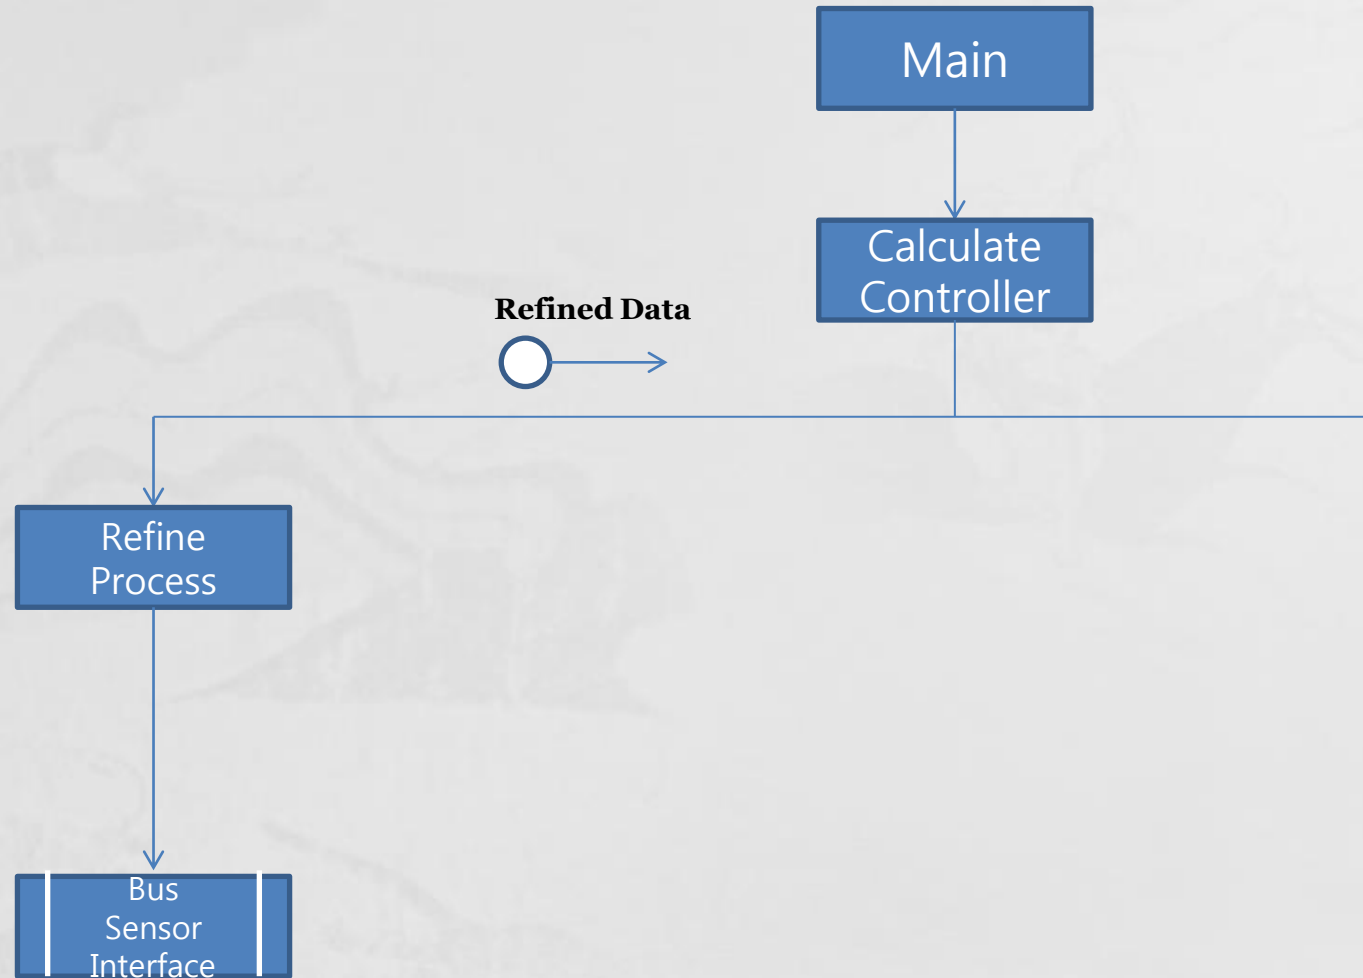 Main
Calculate
Controller
Refined Data
Refine
Process
Bus
Sensor
Interface